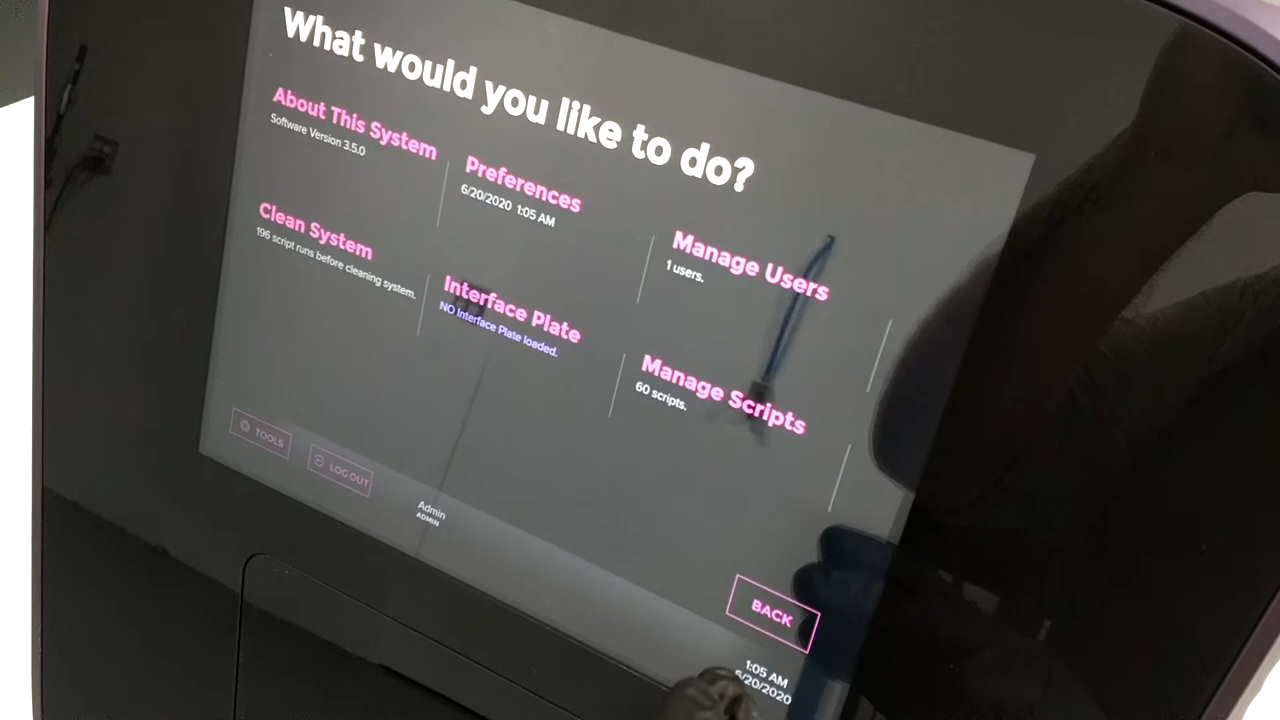 What would you like to do?
About This System
Software Version 3.5.0
Preferences
6/20/2020 1:05 AM
Manage Users
1 users.
Clean System
196 script runs before cleaning system.
Interface Plate
NO Interface Plate loaded.
Manage Scripts
60 scripts.
TOOLS
LOG OUT
Admin
ADMIN
BACK
1:05 AM
6/20/2020